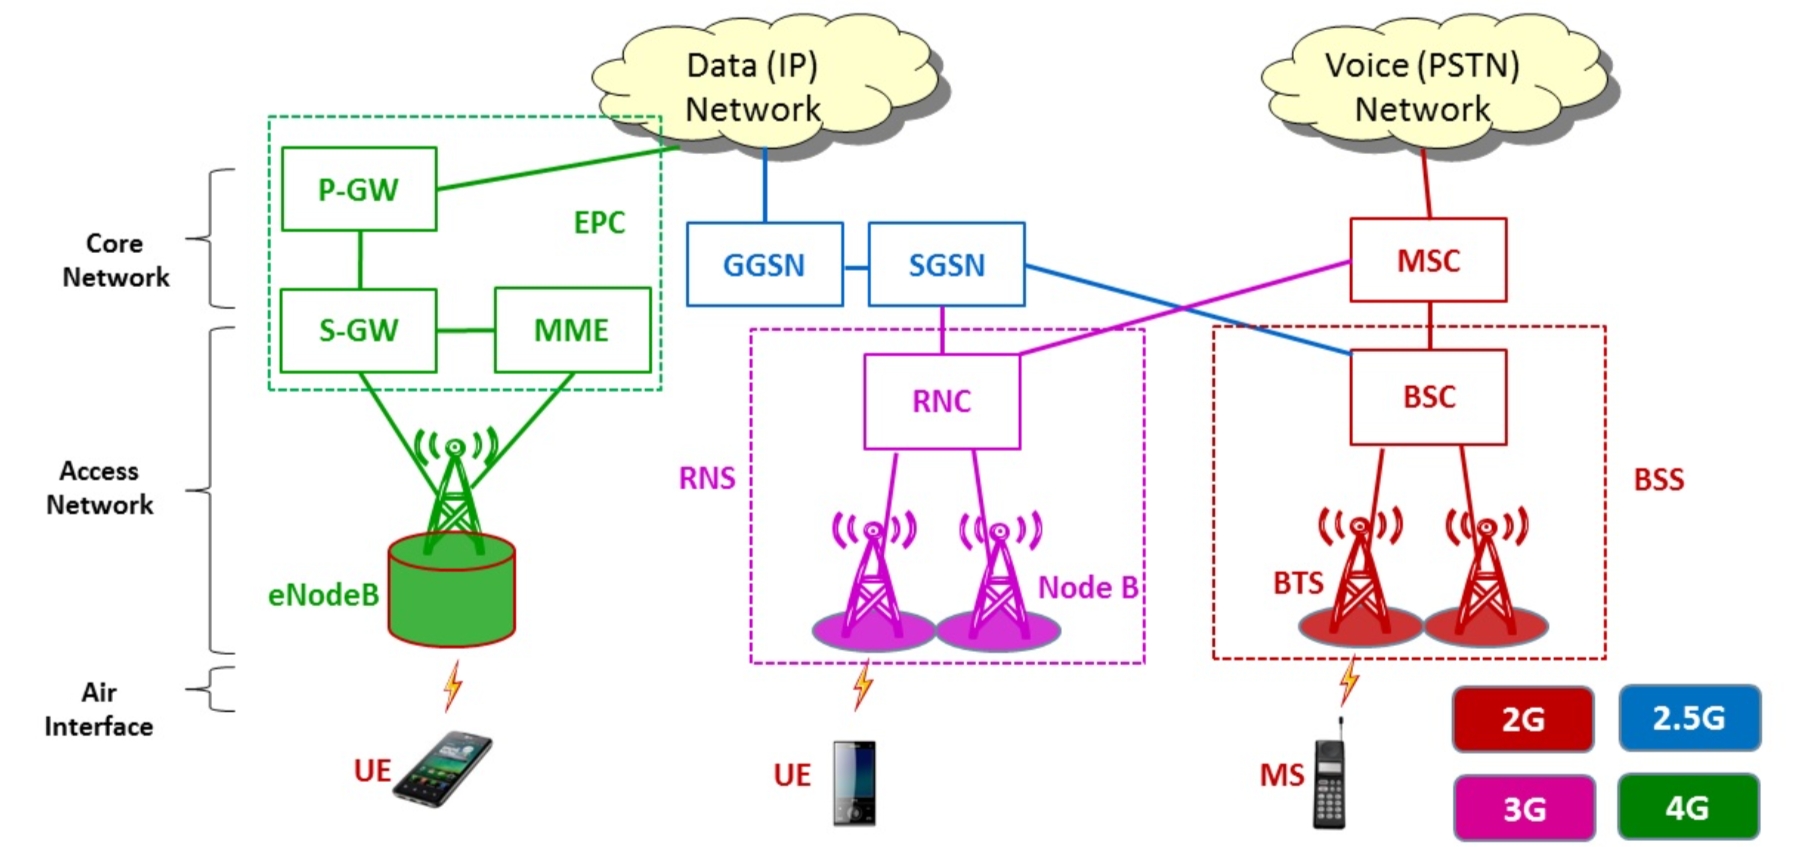 Data (IP)
Network
Voice (PSTN)
Network
P-GW
EPC
Core
Network
GGSN
SGSN
MSC
S-GW
MME
RNC
BSC
Access
Network
RNS
BSS
eNodeB
Node B
BTS
Air
Interface
UE
UE
MS
2G
2.5G
3G
4G